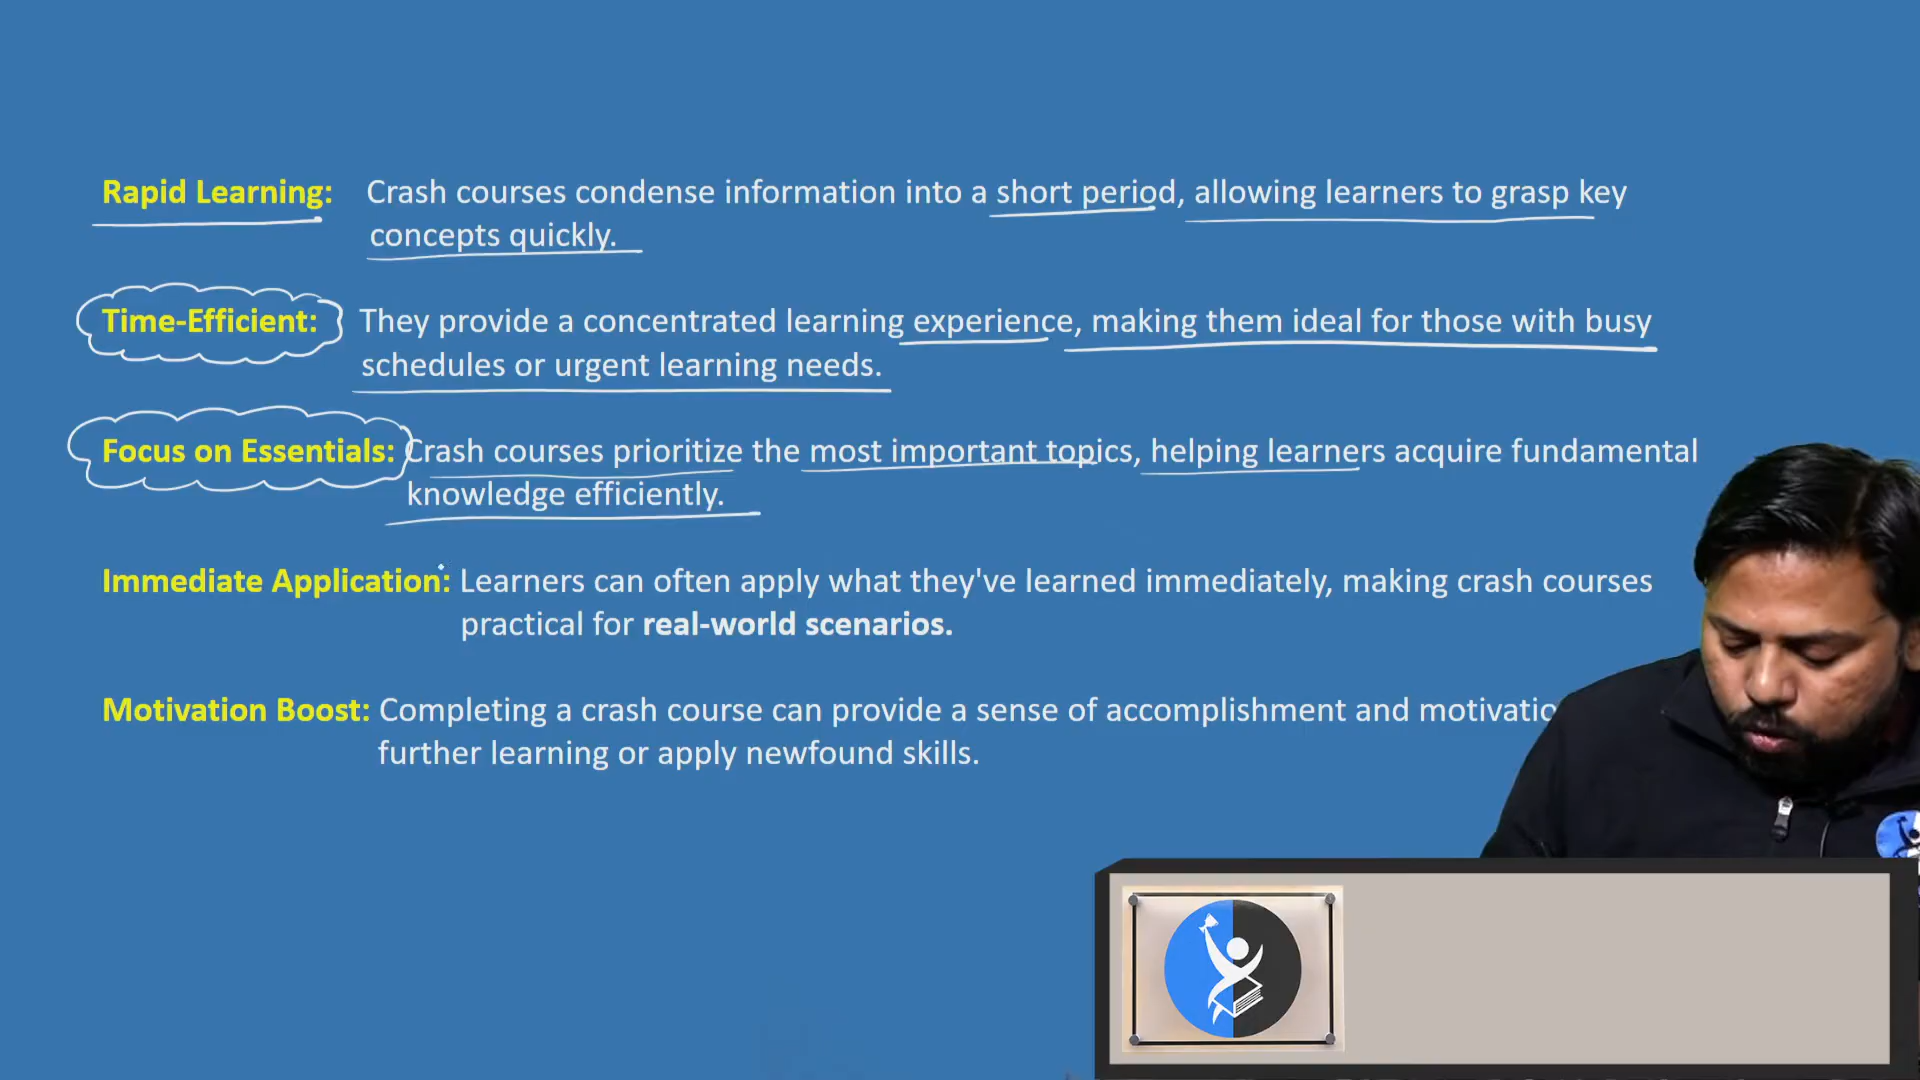 Rapid Learning: Crash courses condense information into a short period, allowing learners to grasp key
concepts quickly.
Time-Efficient: They provide a concentrated learning experience, making them ideal for those with busy
schedules or urgent learning needs.
Focus on Essentials: Crash courses prioritize the most important topics, helping learners acquire fundamental
knowledge efficiently.
Immediate Application: Learners can often apply what they've learned immediately, making crash courses
practical for real-world scenarios.
Motivation Boost: Completing a crash course can provide a sense of accomplishment and
further learning or apply newfound skills.